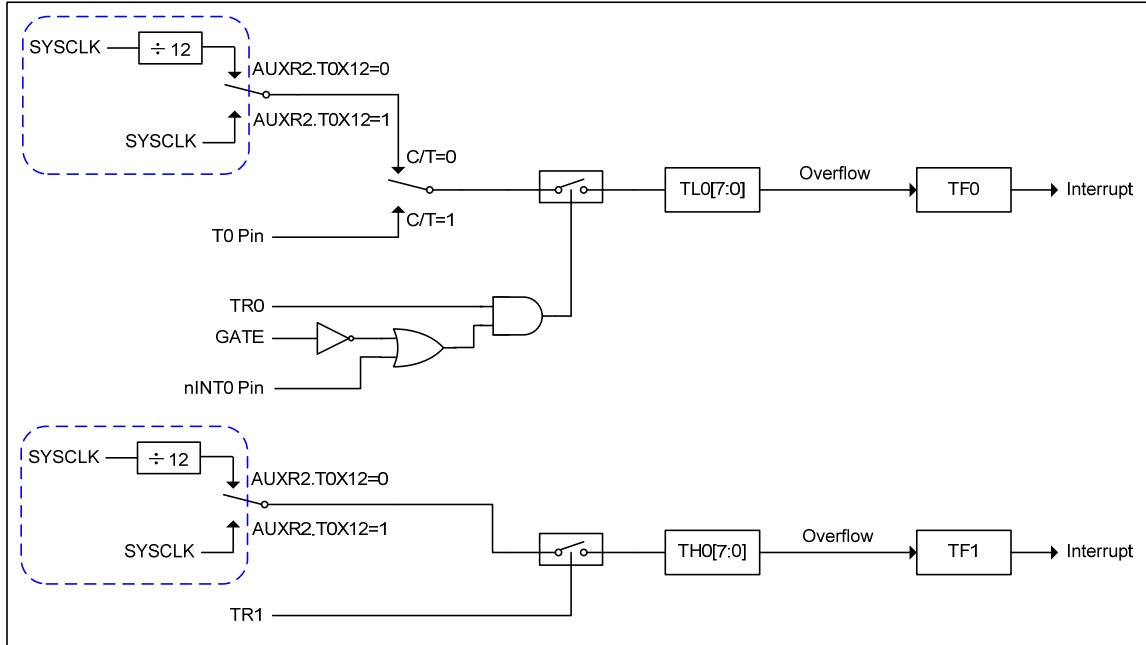 SYSCLK
÷ 12
AUXR2.T0X12=0
AUXR2.T0X12=1
SYSCLK
C/T=0
TL0[7:0]
Overflow
TF0
Interrupt
C/T=1
T0 Pin
TR0
GATE
nINT0 Pin
SYSCLK
÷ 12
AUXR2.T0X12=0
AUXR2.T0X12=1
SYSCLK
TH0[7:0]
Overflow
TF1
Interrupt
TR1